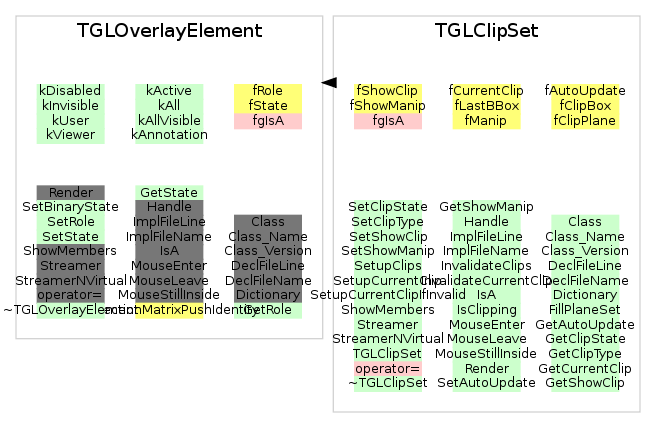 TGLOverlayElement
kDisabled kActive fRole
kInvisible kAll fState
kUser kAllVisible fgIsA
kViewer kAnnotation
Render GetState
SetBinaryState Handle
SetRole ImplFileLine Class
SetState ImplFileName Class_Name
ShowMembers IsA Class_Version
Streamer MouseEnter DeclFileLine
StreamerNVirtual MouseLeave DeclFileName
operator= MouseStillInside Dictionary
~TGLOverlayElement GetRole
TGLClipSet
fShowClip fCurrentClip fAutoUpdate
fShowManip fLastBBox fClipBox
fgIsA fManip fClipPlane
SetClipState GetShowManip
SetClipType Handle Class
SetShowClip ImplFileLine Class_Name
SetShowManip ImplFileName Class_Version
SetupClips InvalidateClips DeclFileLine
SetupCurrentClip InvalidateCurrentClip DeclFileName
SetupCurrentClipIfInvalid IsA Dictionary
ShowMembers IsClipping FillPlaneSet
Streamer MouseEnter GetAutoUpdate
StreamerNVirtual MouseLeave GetClipState
TGLClipSet MouseStillInside GetClipType
operator= Render GetCurrentClip
~TGLClipSet SetAutoUpdate GetShowClip